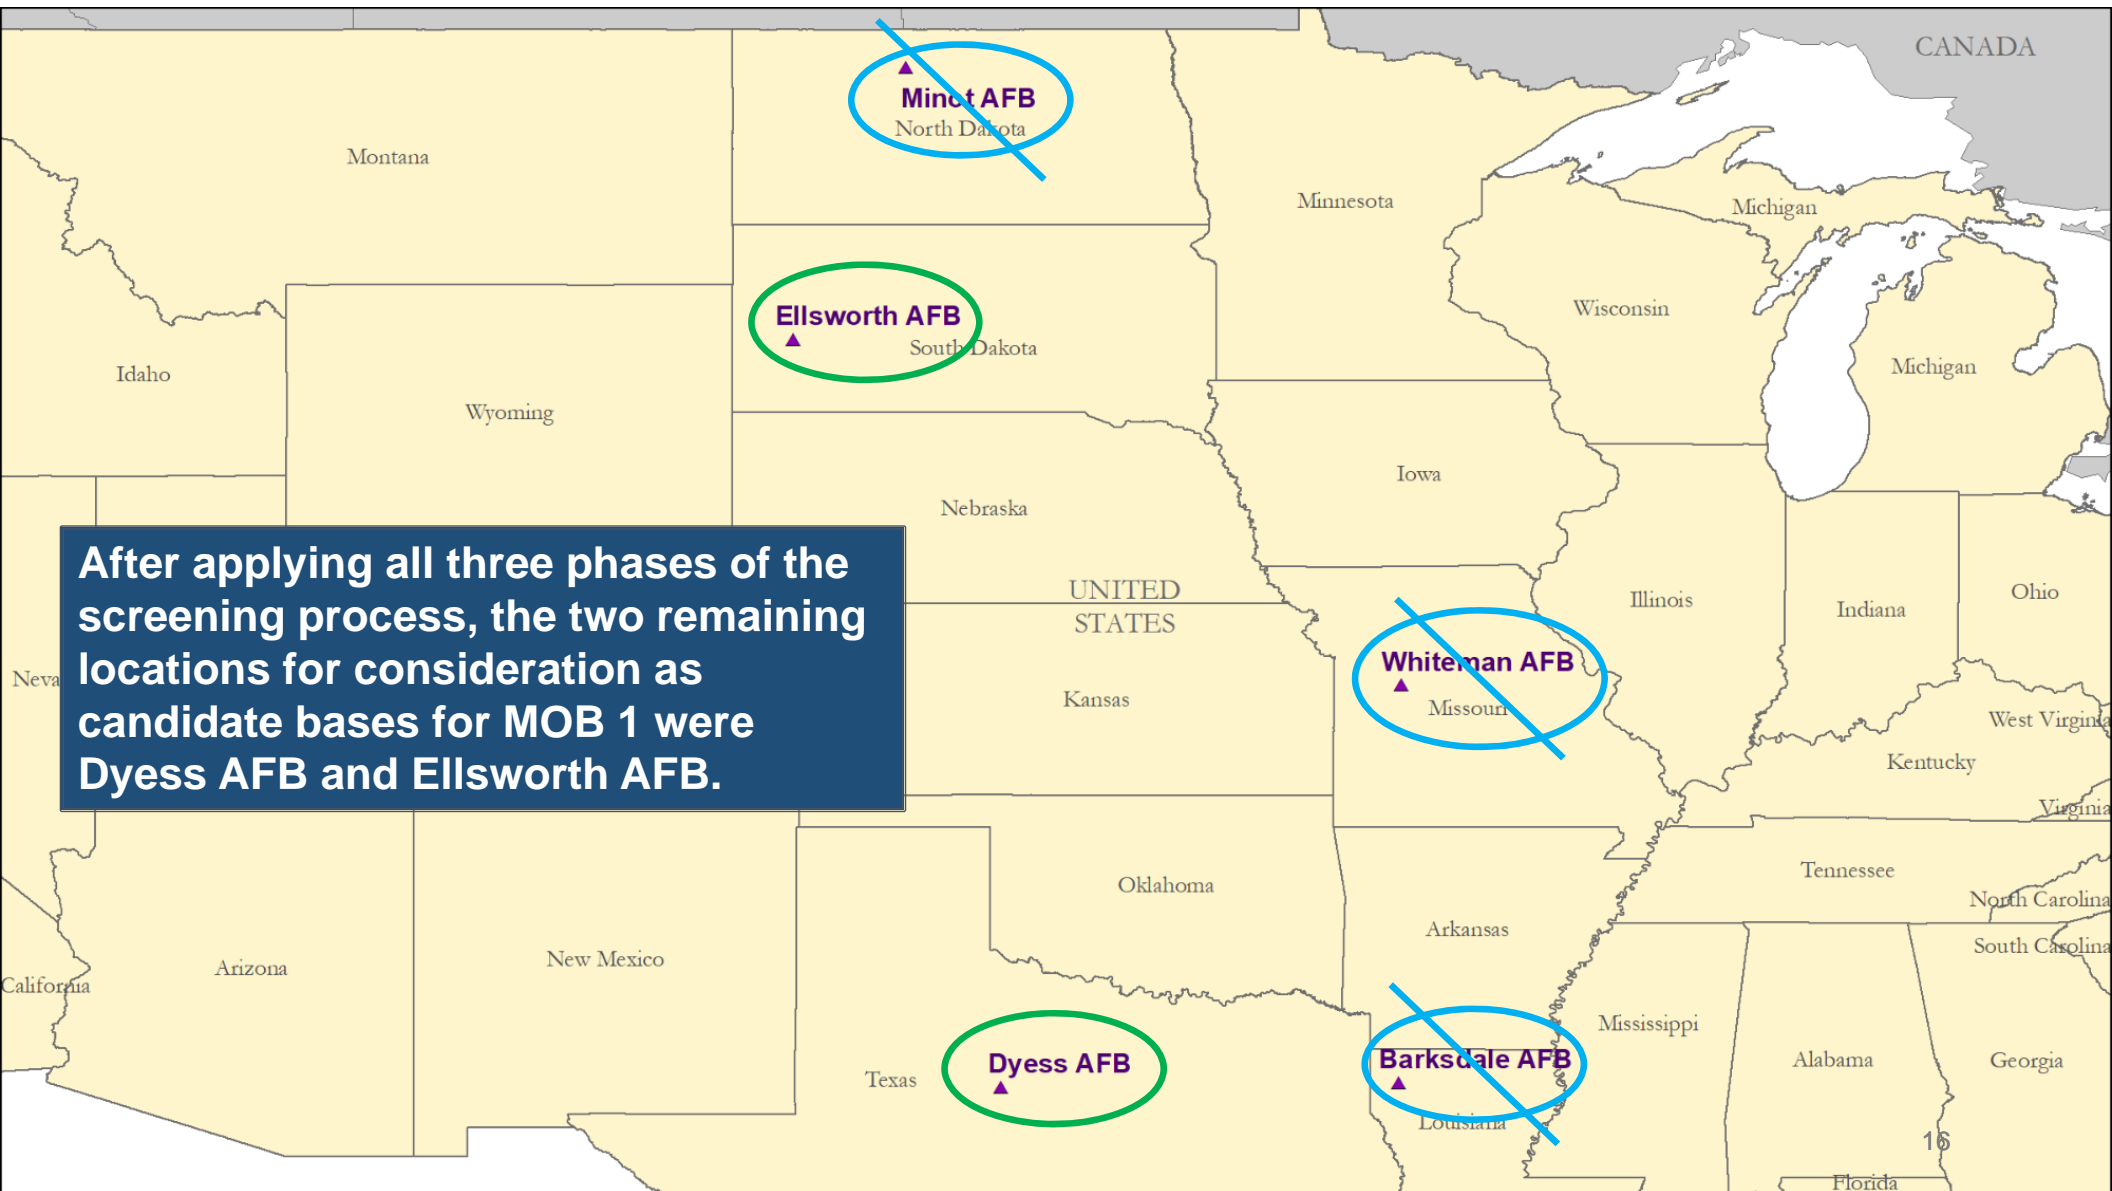 CANADA
Minot AFB
North Dakota
Montana
Minnesota
Michigan
Ellsworth AFB
South Dakota
Wisconsin
Michigan
Idaho
Wyoming
Iowa
Nebraska
After applying all three phases of the
screening process, the two remaining
locations for consideration as
candidate bases for MOB 1 were
Dyess AFB and Ellsworth AFB.
UNITED
STATES
Illinois
Indiana
Ohio
Neva
Kansas
Whiteman AFB
Missouri
West Virginia
Kentucky
Virginia
Tennessee
Oklahoma
North Carolina
Arkansas
South Carolina
New Mexico
Arizona
California
Mississippi
Dyess AFB
Texas
Barksdale AFB
Louisiana
Alabama
Georgia
16
Florida